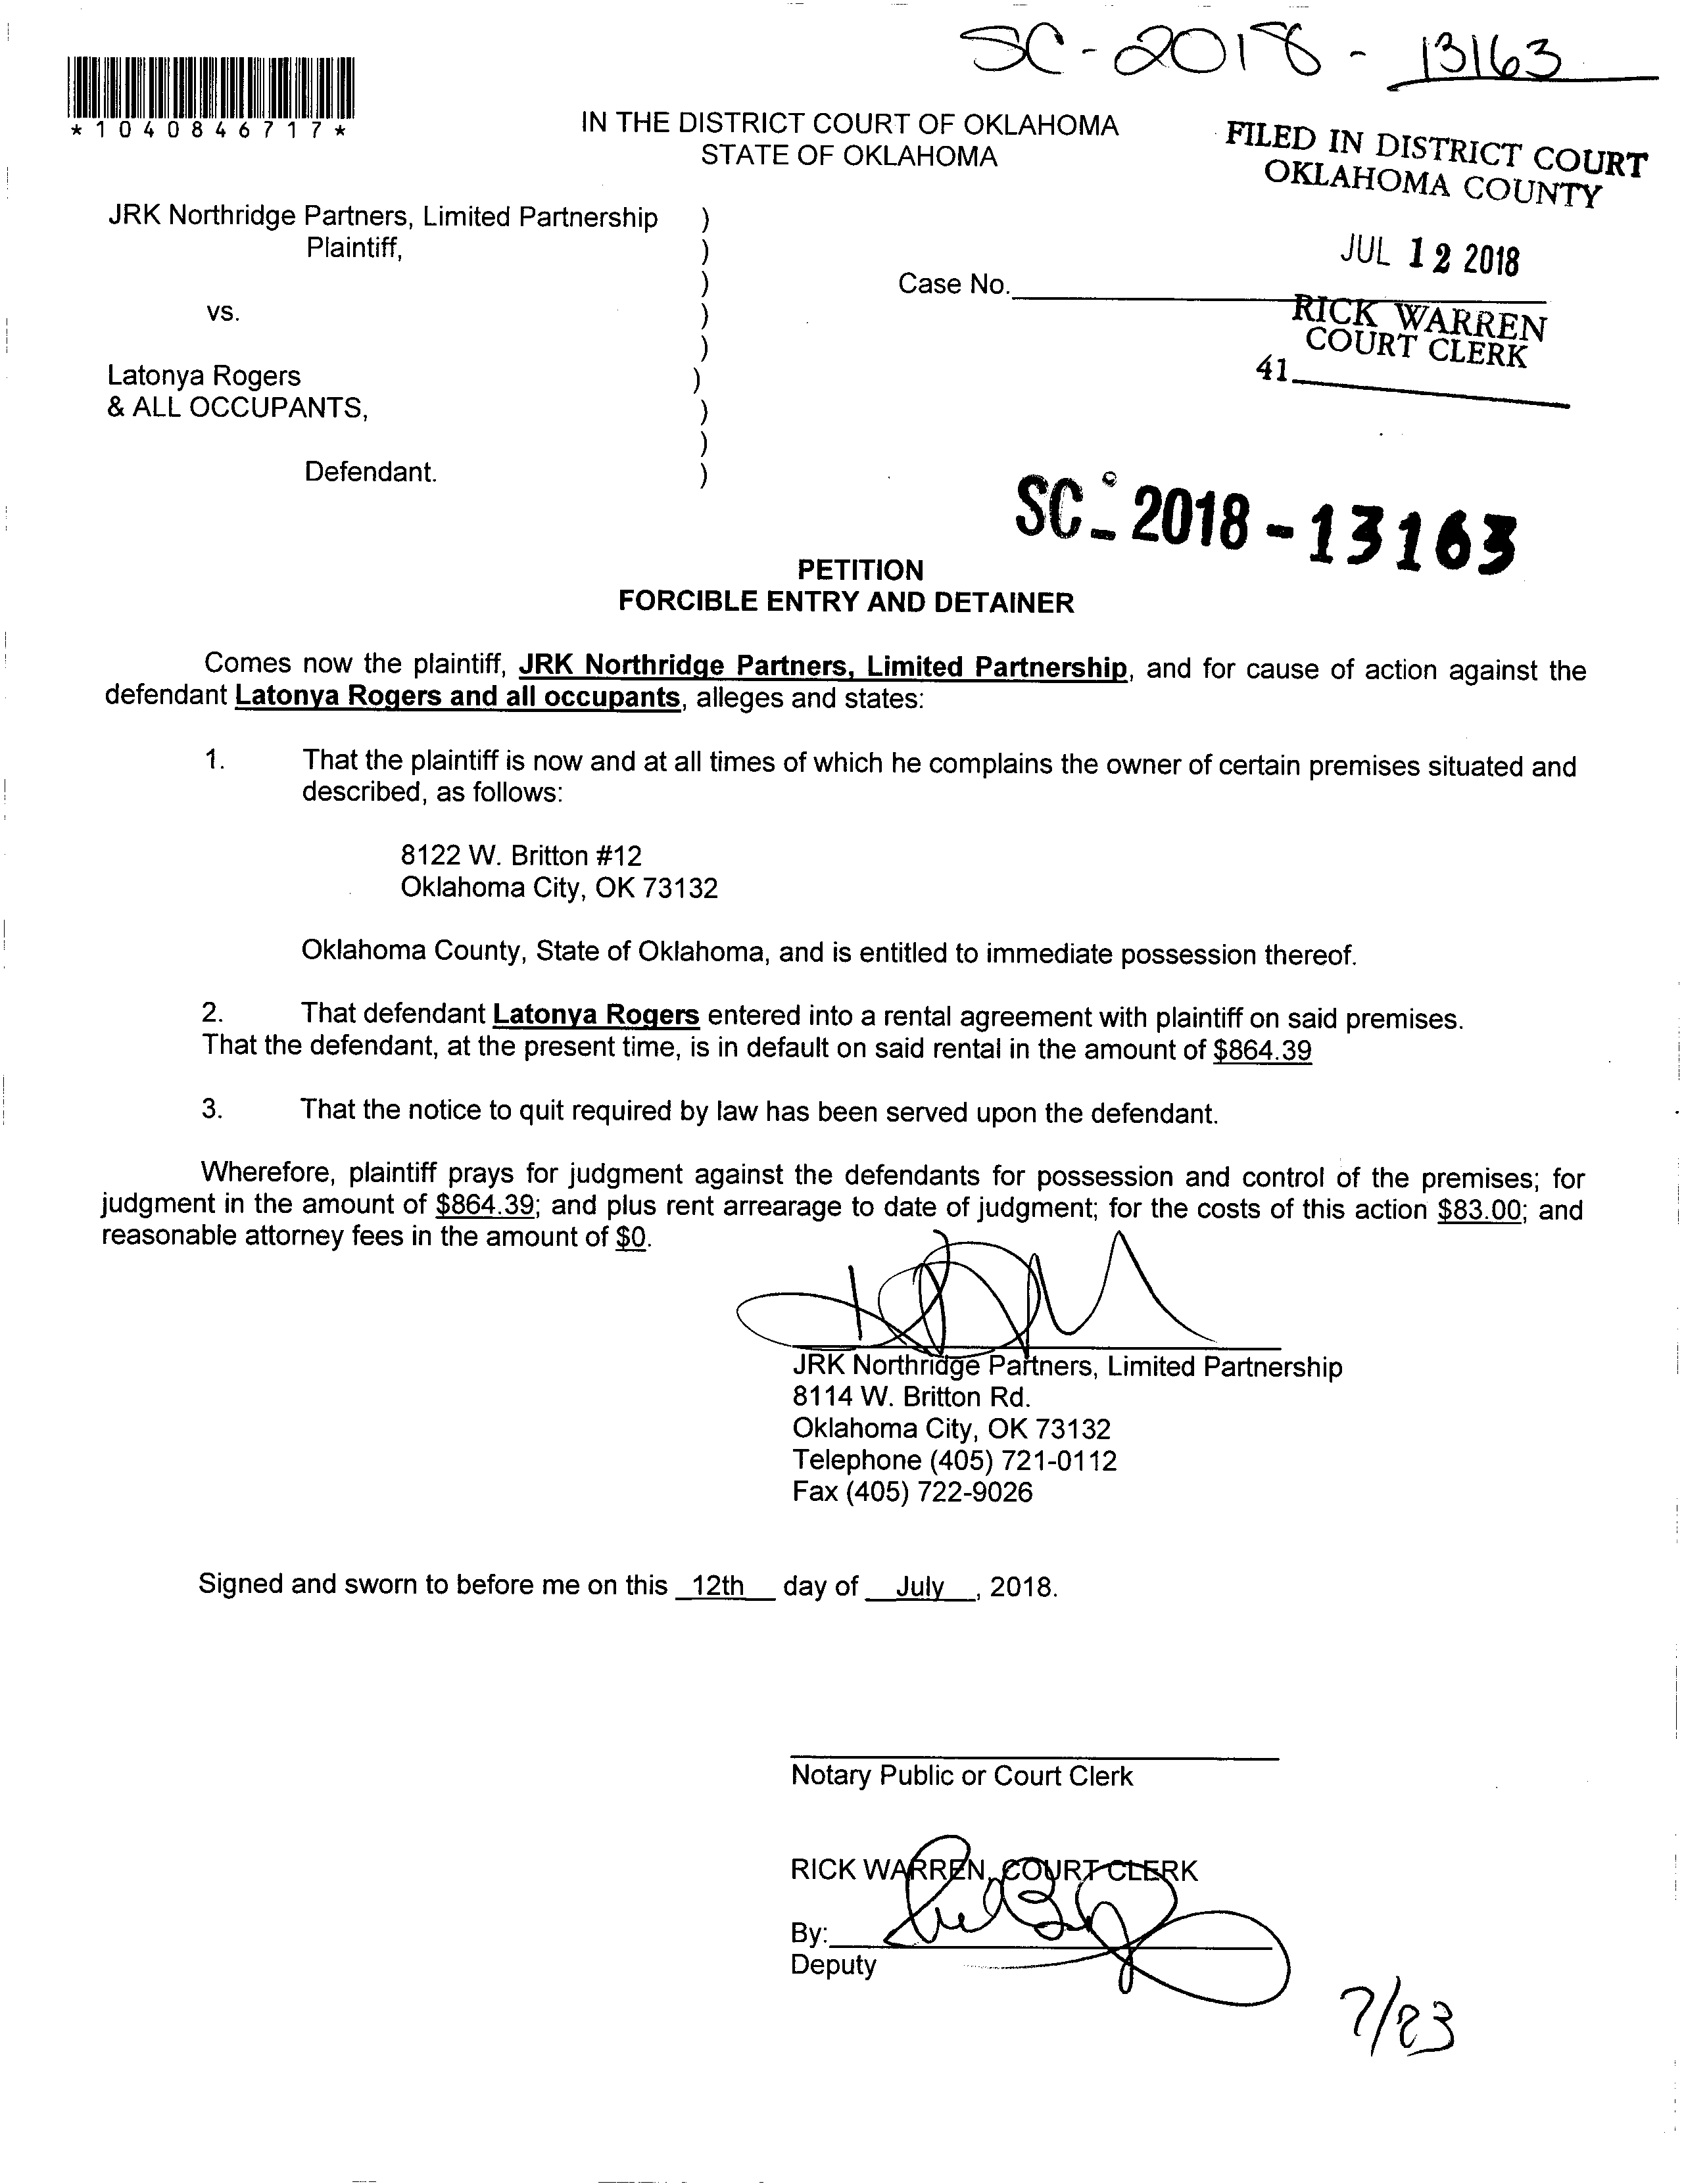 SC-2018-13163
*1040846717*
IN THE DISTRICT COURT OF OKLAHOMA
STATE OF OKLAHOMA
FILED IN DISTRICT COURT
OKLAHOMA COUNTY
JUL 12 2018
RICK WARREN
COURT CLERK
41
JRK Northridge Partners, Limited Partnership )
Plaintiff, )
)
vs. )
)
Latonya Rogers )
& ALL OCCUPANTS, )
)
Defendant. )
Case No.
SC-2018-13163
PETITION
FORCIBLE ENTRY AND DETAINER
Comes now the plaintiff, JRK Northridge Partners, Limited Partnership, and for cause of action against the
defendant Latonya Rogers and all occupants, alleges and states:
1. That the plaintiff is now and at all times of which he complains the owner of certain premises situated and
described, as follows:
8122 W. Britton #12
Oklahoma City, OK 73132
Oklahoma County, State of Oklahoma, and is entitled to immediate possession thereof.
2. That defendant Latonya Rogers entered into a rental agreement with plaintiff on said premises.
That the defendant, at the present time, is in default on said rental in the amount of $864.39
3. That the notice to quit required by law has been served upon the defendant.
Wherefore, plaintiff prays for judgment against the defendants for possession and control of the premises; for
judgment in the amount of $864.39; and plus rent arrearage to date of judgment; for the costs of this action $83.00; and
reasonable attorney fees in the amount of $0.
JRK Northridge Partners, Limited Partnership
8114 W. Britton Rd.
Oklahoma City, OK 73132
Telephone (405) 721-0112
Fax (405) 722-9026
Signed and sworn to before me on this 12th day of July, 2018.
Notary Public or Court Clerk
RICK WARREN, COURT CLERK
By:
Deputy
7/23